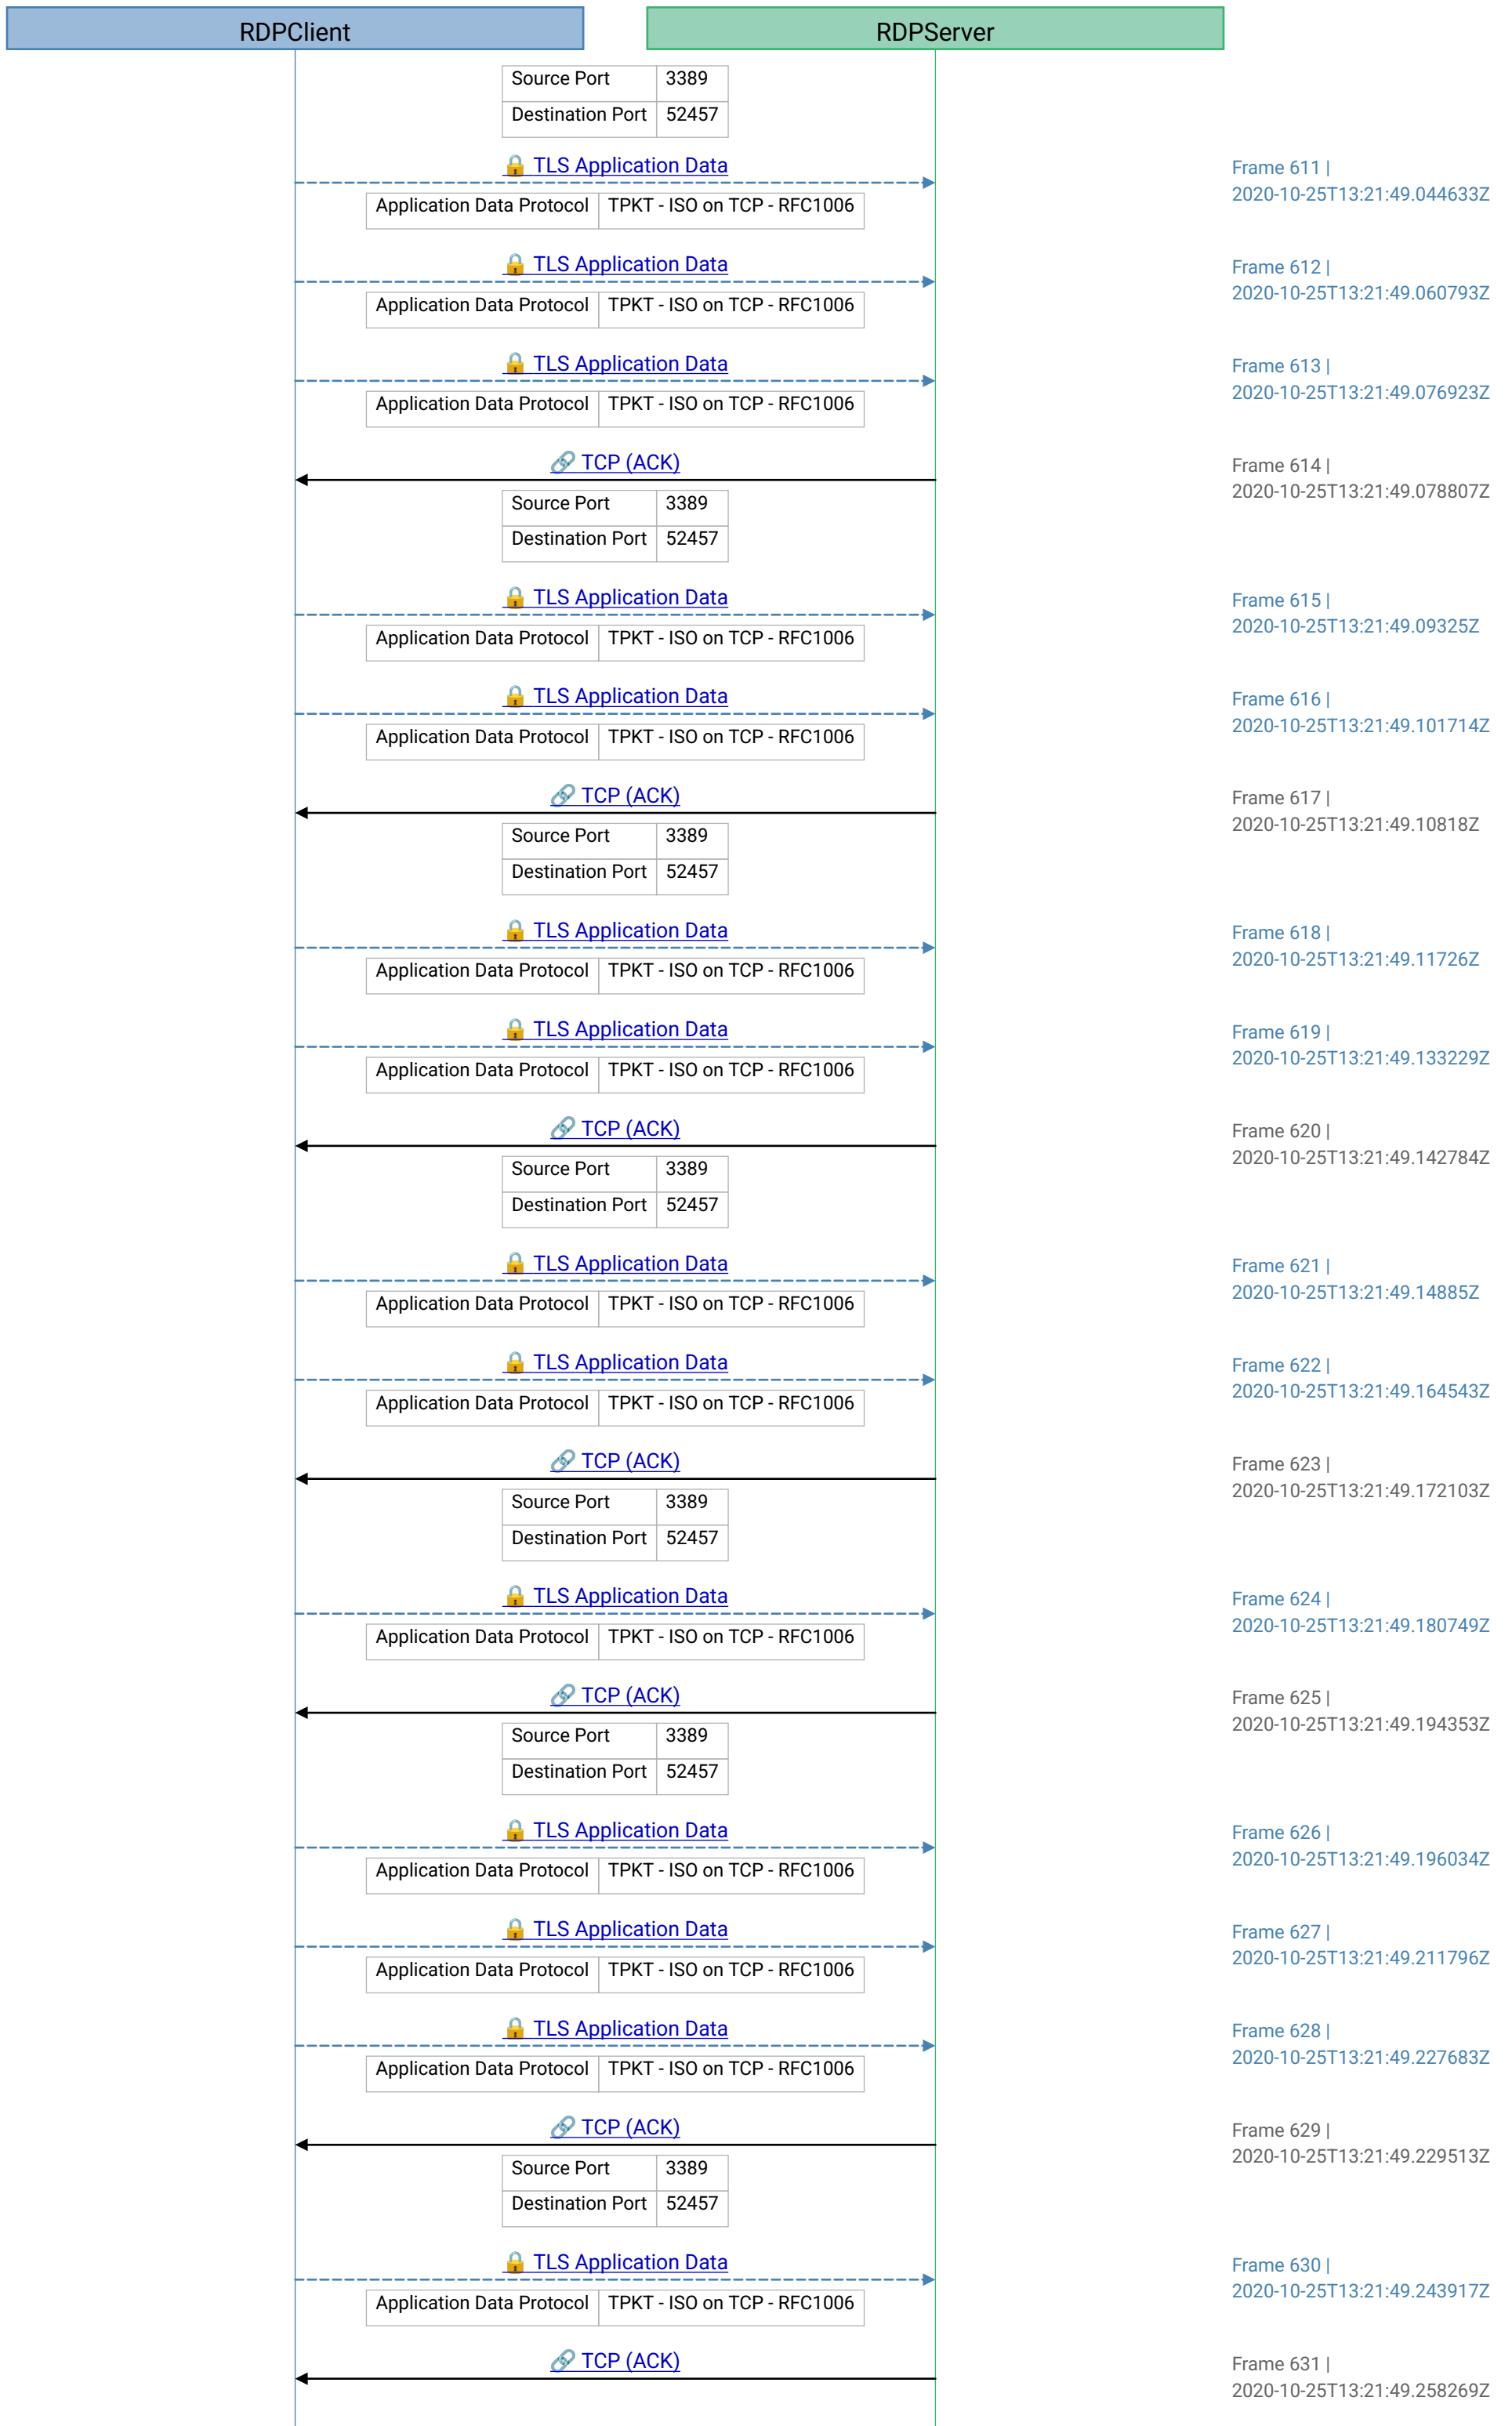 RDPClient RDPServer
Source Port 3389
Destination Port 52457
🔒 TLS Application Data
Frame 611 |
2020-10-25T13:21:49.044633Z
Application Data Protocol TPKT - ISO on TCP - RFC1006
🔒 TLS Application Data
Frame 612 |
2020-10-25T13:21:49.060793Z
Application Data Protocol TPKT - ISO on TCP - RFC1006
🔒 TLS Application Data
Frame 613 |
2020-10-25T13:21:49.076923Z
Application Data Protocol TPKT - ISO on TCP - RFC1006
🔗 TCP (ACK)
Frame 614 |
2020-10-25T13:21:49.078807Z
Source Port 3389
Destination Port 52457
🔒 TLS Application Data
Frame 615 |
2020-10-25T13:21:49.09325Z
Application Data Protocol TPKT - ISO on TCP - RFC1006
🔒 TLS Application Data
Frame 616 |
2020-10-25T13:21:49.101714Z
Application Data Protocol TPKT - ISO on TCP - RFC1006
🔗 TCP (ACK)
Frame 617 |
2020-10-25T13:21:49.10818Z
Source Port 3389
Destination Port 52457
🔒 TLS Application Data
Frame 618 |
2020-10-25T13:21:49.11726Z
Application Data Protocol TPKT - ISO on TCP - RFC1006
🔒 TLS Application Data
Frame 619 |
2020-10-25T13:21:49.133229Z
Application Data Protocol TPKT - ISO on TCP - RFC1006
🔗 TCP (ACK)
Frame 620 |
2020-10-25T13:21:49.142784Z
Source Port 3389
Destination Port 52457
🔒 TLS Application Data
Frame 621 |
2020-10-25T13:21:49.14885Z
Application Data Protocol TPKT - ISO on TCP - RFC1006
🔒 TLS Application Data
Frame 622 |
2020-10-25T13:21:49.164543Z
Application Data Protocol TPKT - ISO on TCP - RFC1006
🔗 TCP (ACK)
Frame 623 |
2020-10-25T13:21:49.172103Z
Source Port 3389
Destination Port 52457
🔒 TLS Application Data
Frame 624 |
2020-10-25T13:21:49.180749Z
Application Data Protocol TPKT - ISO on TCP - RFC1006
🔗 TCP (ACK)
Frame 625 |
2020-10-25T13:21:49.194353Z
Source Port 3389
Destination Port 52457
🔒 TLS Application Data
Frame 626 |
2020-10-25T13:21:49.196034Z
Application Data Protocol TPKT - ISO on TCP - RFC1006
🔒 TLS Application Data
Frame 627 |
2020-10-25T13:21:49.211796Z
Application Data Protocol TPKT - ISO on TCP - RFC1006
🔒 TLS Application Data
Frame 628 |
2020-10-25T13:21:49.227683Z
Application Data Protocol TPKT - ISO on TCP - RFC1006
🔗 TCP (ACK)
Frame 629 |
2020-10-25T13:21:49.229513Z
Source Port 3389
Destination Port 52457
🔒 TLS Application Data
Frame 630 |
2020-10-25T13:21:49.243917Z
Application Data Protocol TPKT - ISO on TCP - RFC1006
🔗 TCP (ACK)
Frame 631 |
2020-10-25T13:21:49.258269Z